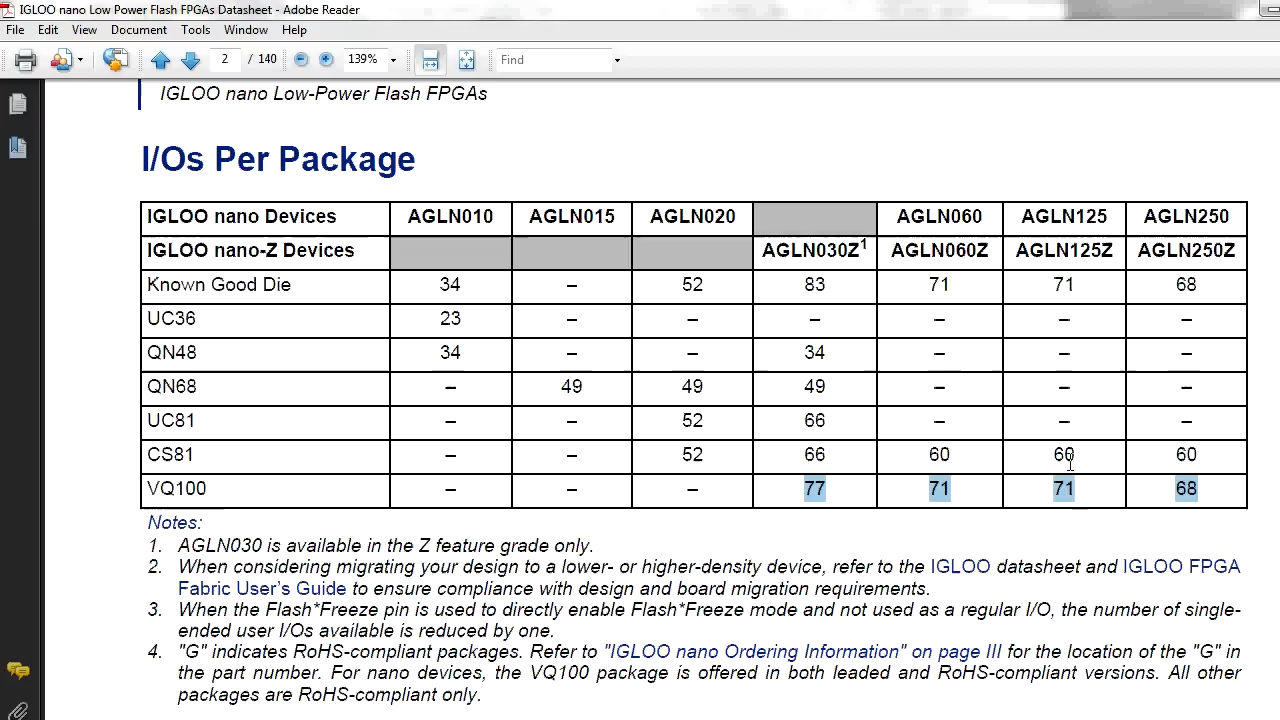 IGLOO nano Low Power Flash FPGAs Datasheet - Adobe Reader
File Edit View Document Tools Window Help
2 / 140 139% Find
IGLOO nano Low-Power Flash FPGAs
I/Os Per Package
IGLOO nano Devices AGLN010 AGLN015 AGLN020 AGLN060 AGLN125 AGLN250
IGLOO nano-Z Devices AGLN030Z1 AGLN060Z AGLN125Z AGLN250Z
Known Good Die 34 – 52 83 71 71 68
UC36 23 – – – – – –
QN48 34 – – 34 – – –
QN68 – 49 49 49 – – –
UC81 – – 52 66 – – –
CS81 – – 52 66 60 60 60
VQ100 – – – 77 71 71 68
Notes:
1. AGLN030 is available in the Z feature grade only.
2. When considering migrating your design to a lower- or higher-density device, refer to the IGLOO datasheet and IGLOO FPGA
Fabric User's Guide to ensure compliance with design and board migration requirements.
3. When the Flash*Freeze pin is used to directly enable Flash*Freeze mode and not used as a regular I/O, the number of single-
ended user I/Os available is reduced by one.
4. "G" indicates RoHS-compliant packages. Refer to "IGLOO nano Ordering Information" on page III for the location of the "G" in
the part number. For nano devices, the VQ100 package is offered in both leaded and RoHS-compliant versions. All other
packages are RoHS-compliant only.